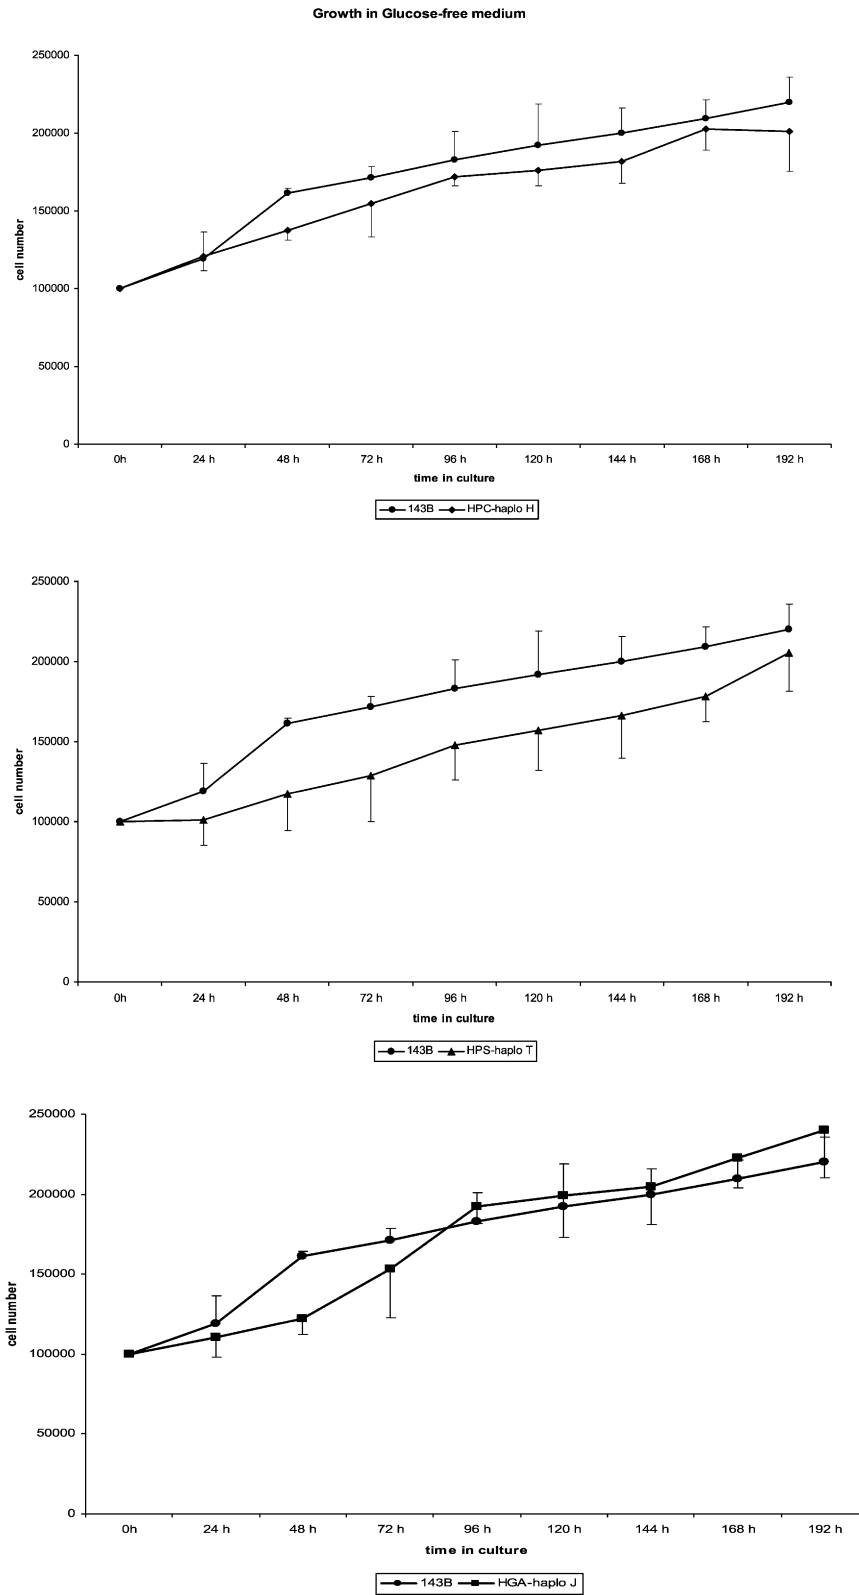 Growth in Glucose-free medium
250000
200000
150000
100000
50000
0
cell number
0h 24 h 48 h 72 h 96 h 120 h 144 h 168 h 192 h
time in culture
143B HPC-haplo H
250000
200000
150000
100000
50000
0
cell number
0h 24 h 48 h 72 h 96 h 120 h 144 h 168 h 192 h
time in culture
143B HPS-haplo T
250000
200000
150000
100000
50000
0
cell number
0h 24 h 48 h 72 h 96 h 120 h 144 h 168 h 192 h
time in culture
143B HGA-haplo J